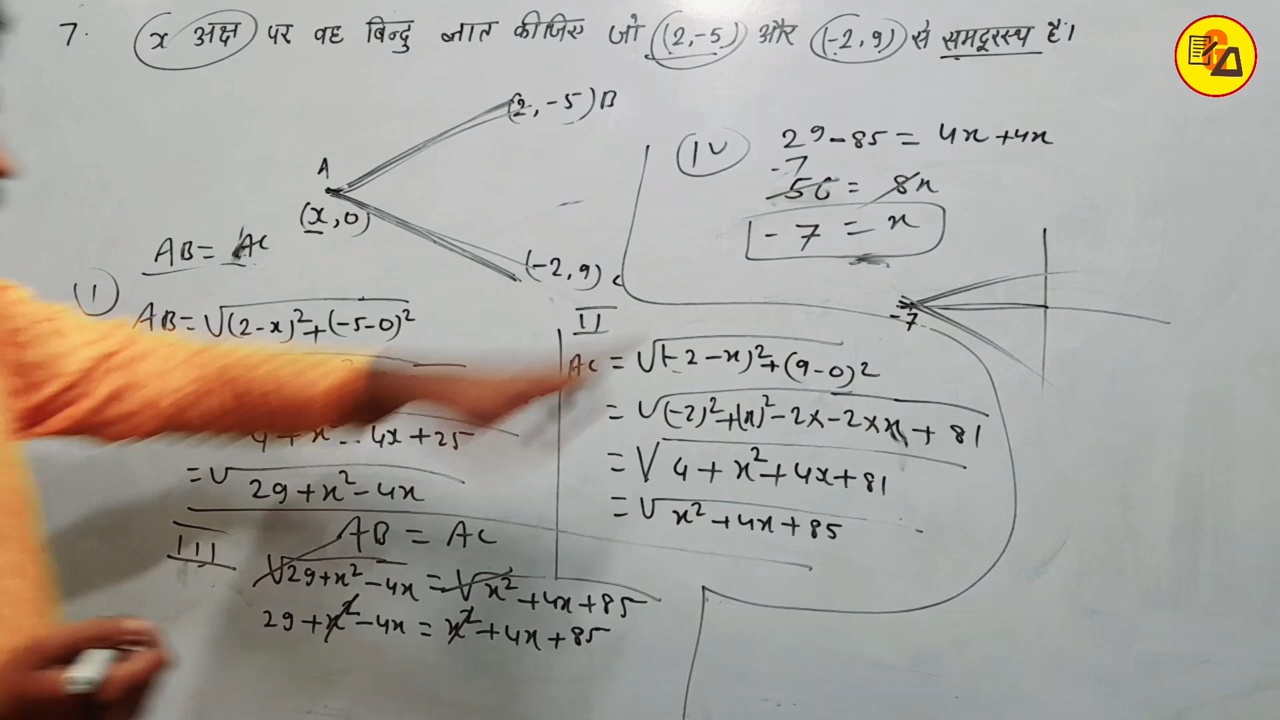 7. x अक्ष पर वह बिन्दु ज्ञात कीजिए जो (2,-5) और (-2,9) से समदूरस्थ है।
(2,-5) B
A
(x,0)
(-2,9) c
AB = AC
I
AB = √(2-x)²+(-5-0)²
4+x²-4x+25
= √29+x²-4x
II
AC = √(-2-x)²+(9-0)²
= √(-2)²+(x)²-2x-2xx+81
= √4+x²+4x+81
= √x²+4x+85
III
AB = AC
√29+x²-4x = √x²+4x+85
29+x²-4x = x²+4x+85
IV
29-85 = 4x+4x
-7
-56 = 8x
-7 = x
-7